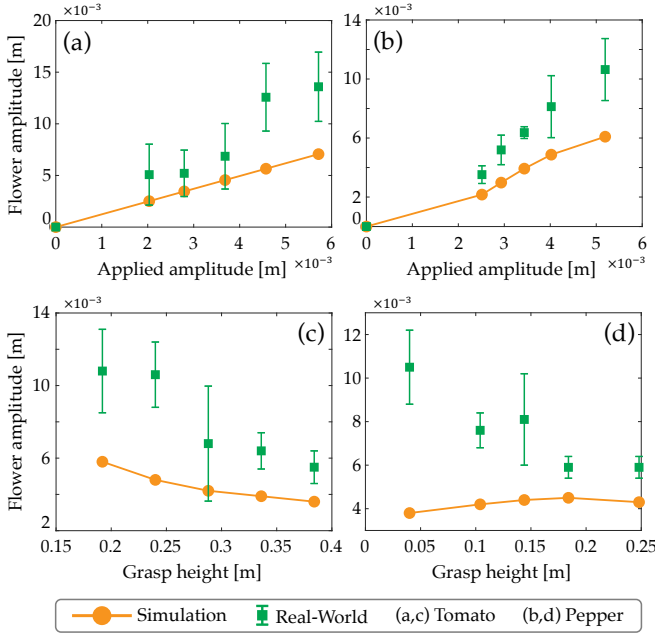 ×10⁻³
×10⁻³
20
(a)
15
10
5
0
Flower amplitude [m]
0 1 2 3 4 5 6
Applied amplitude [m] ×10⁻³
14
(b)
10
6
2
0
0 1 2 3 4 5 6
Applied amplitude [m] ×10⁻³
×10⁻³
14
(c)
10
6
2
Flower amplitude [m]
0.15 0.2 0.25 0.3 0.35 0.4
Grasp height [m]
×10⁻³
12
(d)
10
8
6
4
0 0.05 0.1 0.15 0.2 0.25
Grasp height [m]
Simulation Real-World (a,c) Tomato (b,d) Pepper